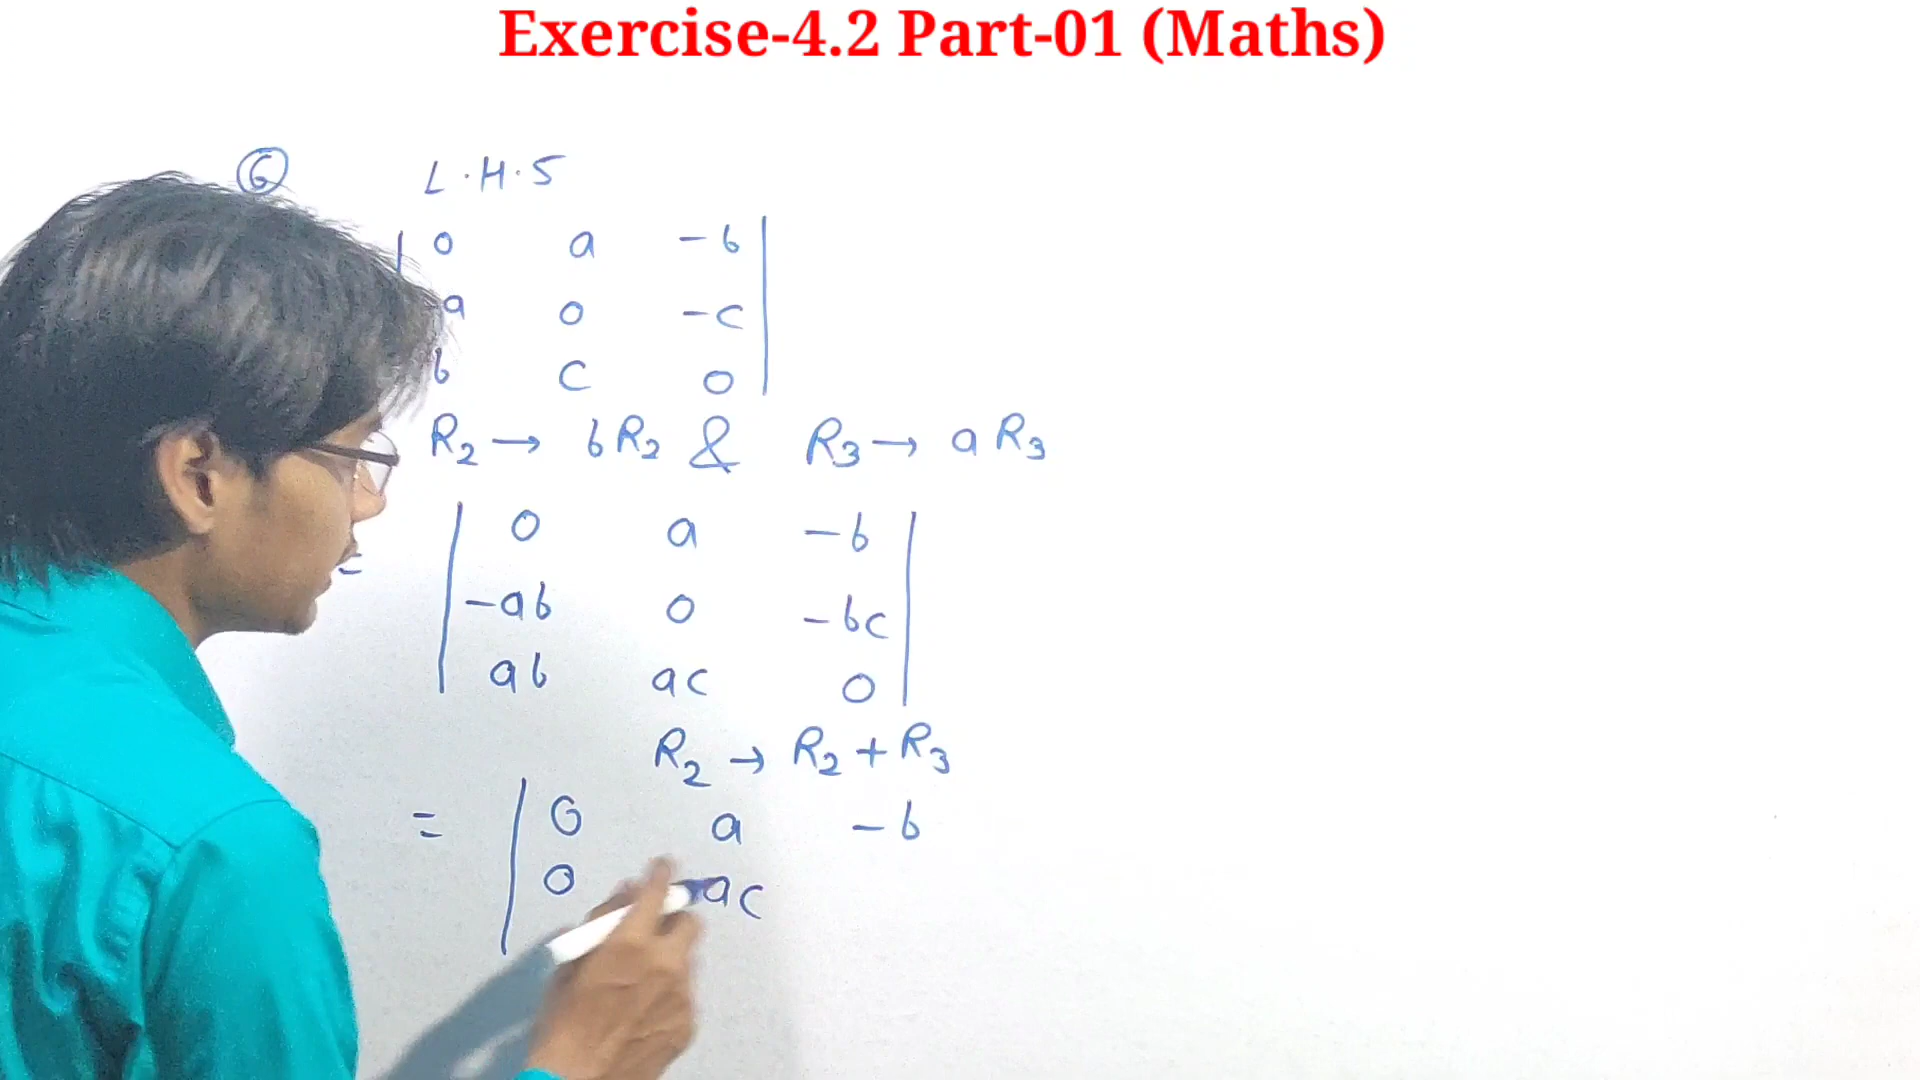 Exercise-4.2 Part-01 (Maths)
6 L.H.S
0 a -b
a 0 -c
b c 0
R₂ → bR₂ & R₃ → aR₃
= | 0 a -b |
-ab 0 -bc
ab ac 0
R₂ → R₂ + R₃
= | 0 a -b
0 ac